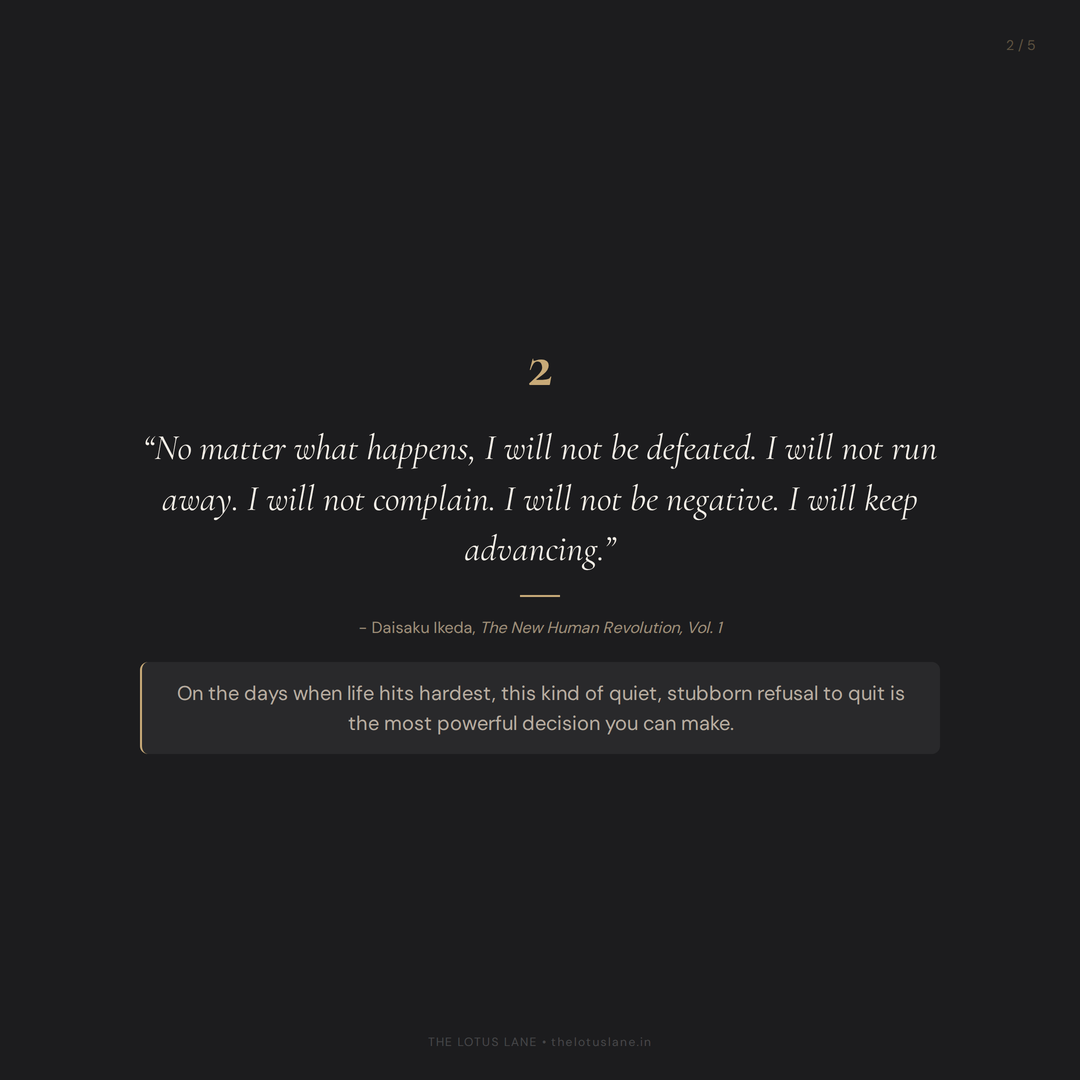 2 / 5
2
“No matter what happens, I will not be defeated. I will not run
away. I will not complain. I will not be negative. I will keep
advancing.”
– Daisaku Ikeda, The New Human Revolution, Vol. 1
On the days when life hits hardest, this kind of quiet, stubborn refusal to quit is
the most powerful decision you can make.
THE LOTUS LANE • thelotuslane.in